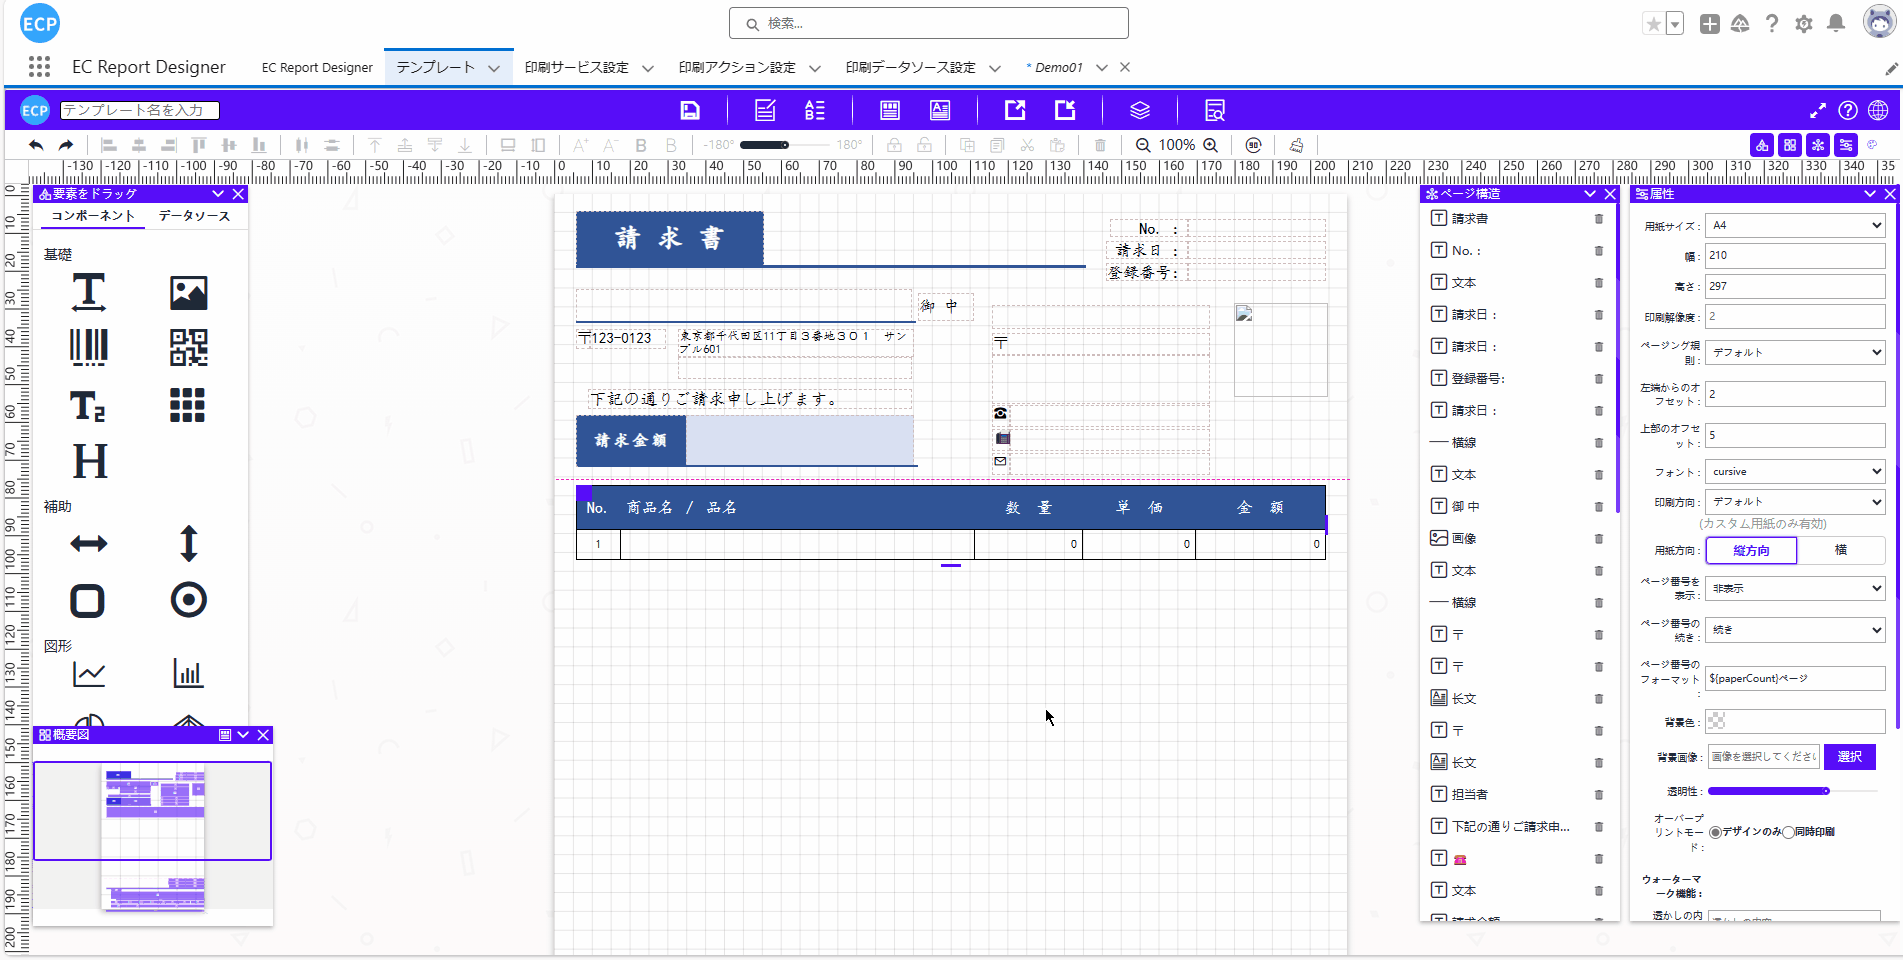 ECP
検索...
EC Report Designer
EC Report Designer
テンプレート
印刷サービス設定
印刷アクション設定
印刷データソース設定
* Demo01
ECP
テンプレート名を入力
-180°
180°
100%
-130 -120 -110 -100 -90 -80 -70 -60 -50 -40 -30 -20 -10 0 10 20 30 40 50 60 70 80 90 100 110 120 130 140 150 160 170 180 190 200 210 220 230 240 250 260 270 280 290 300 310 320 330 340 35
0
10
20
30
40
50
60
70
80
90
100
110
120
130
140
150
160
170
180
190
200
要素をドラッグ
コンポーネント
データソース
基礎
補助
図形
概要図
請 求 書
No. :
請求日 :
登録番号:
御 中
〒123-0123
東京都千代田区11丁目3番地３０１ サン
プル601
〒
下記の通りご請求申し上げます。
請求金額
No. 商品名 / 品名 数 量 単 価 金 額
1 0 0 0
ページ構造
請求書
No. :
文本
請求日 :
請求日 :
登録番号:
請求日 :
横線
文本
御 中
画像
文本
横線
〒
〒
长文
〒
长文
担当者
下記の通りご請求申...
文本
請求金額
属性
用紙サイズ : A4
幅 : 210
高さ : 297
印刷解像度 : 2
ページング規
則 : デフォルト
左端からのオ
フセット : 2
上部のオフセ
ット : 5
フォント : cursive
印刷方向 : デフォルト
(カスタム用紙のみ有効)
用紙方向 : 縦方向 横
ページ番号を
表示 : 非表示
ページ番号の
続き : 続き
ページ番号の
フォーマット
: ${paperCount}ページ
背景色 :
背景画像 : 画像を選択してください 選択
透明性 :
オーバープ
リントモー
ド : デザインのみ 同時印刷
ウォーターマ
ーク機能 :
透かしの内